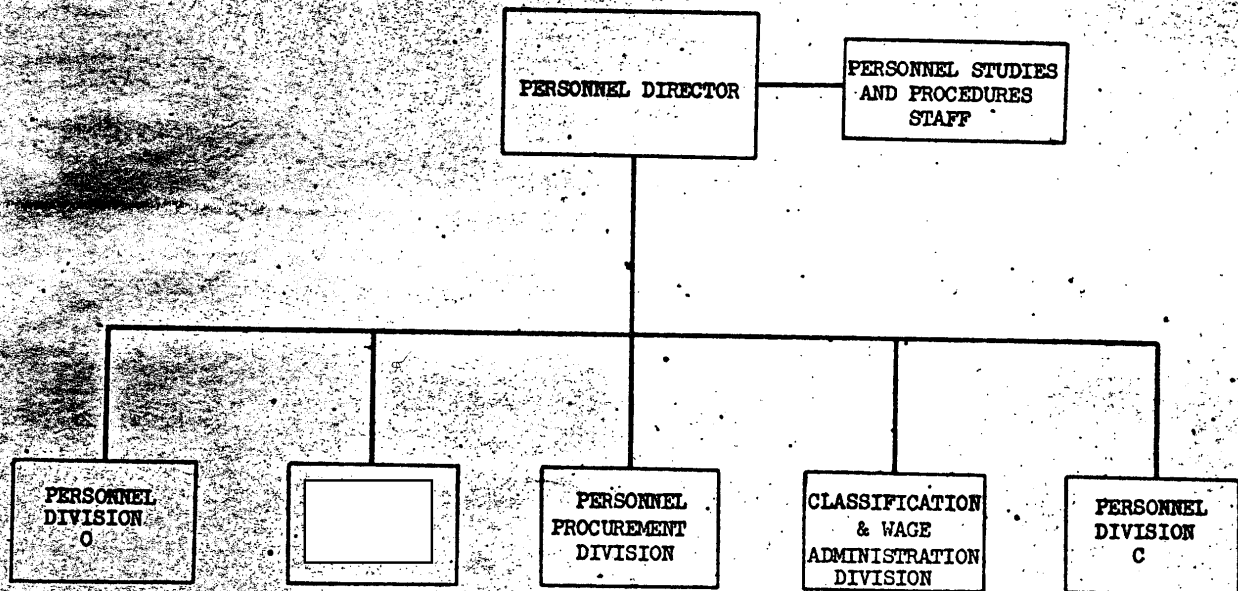 PERSONNEL DIRECTOR
PERSONNEL STUDIES
AND PROCEDURES
STAFF
PERSONNEL
DIVISION
O
PERSONNEL
PROCUREMENT
DIVISION
CLASSIFICATION
& WAGE
ADMINISTRATION
DIVISION
PERSONNEL
DIVISION
C